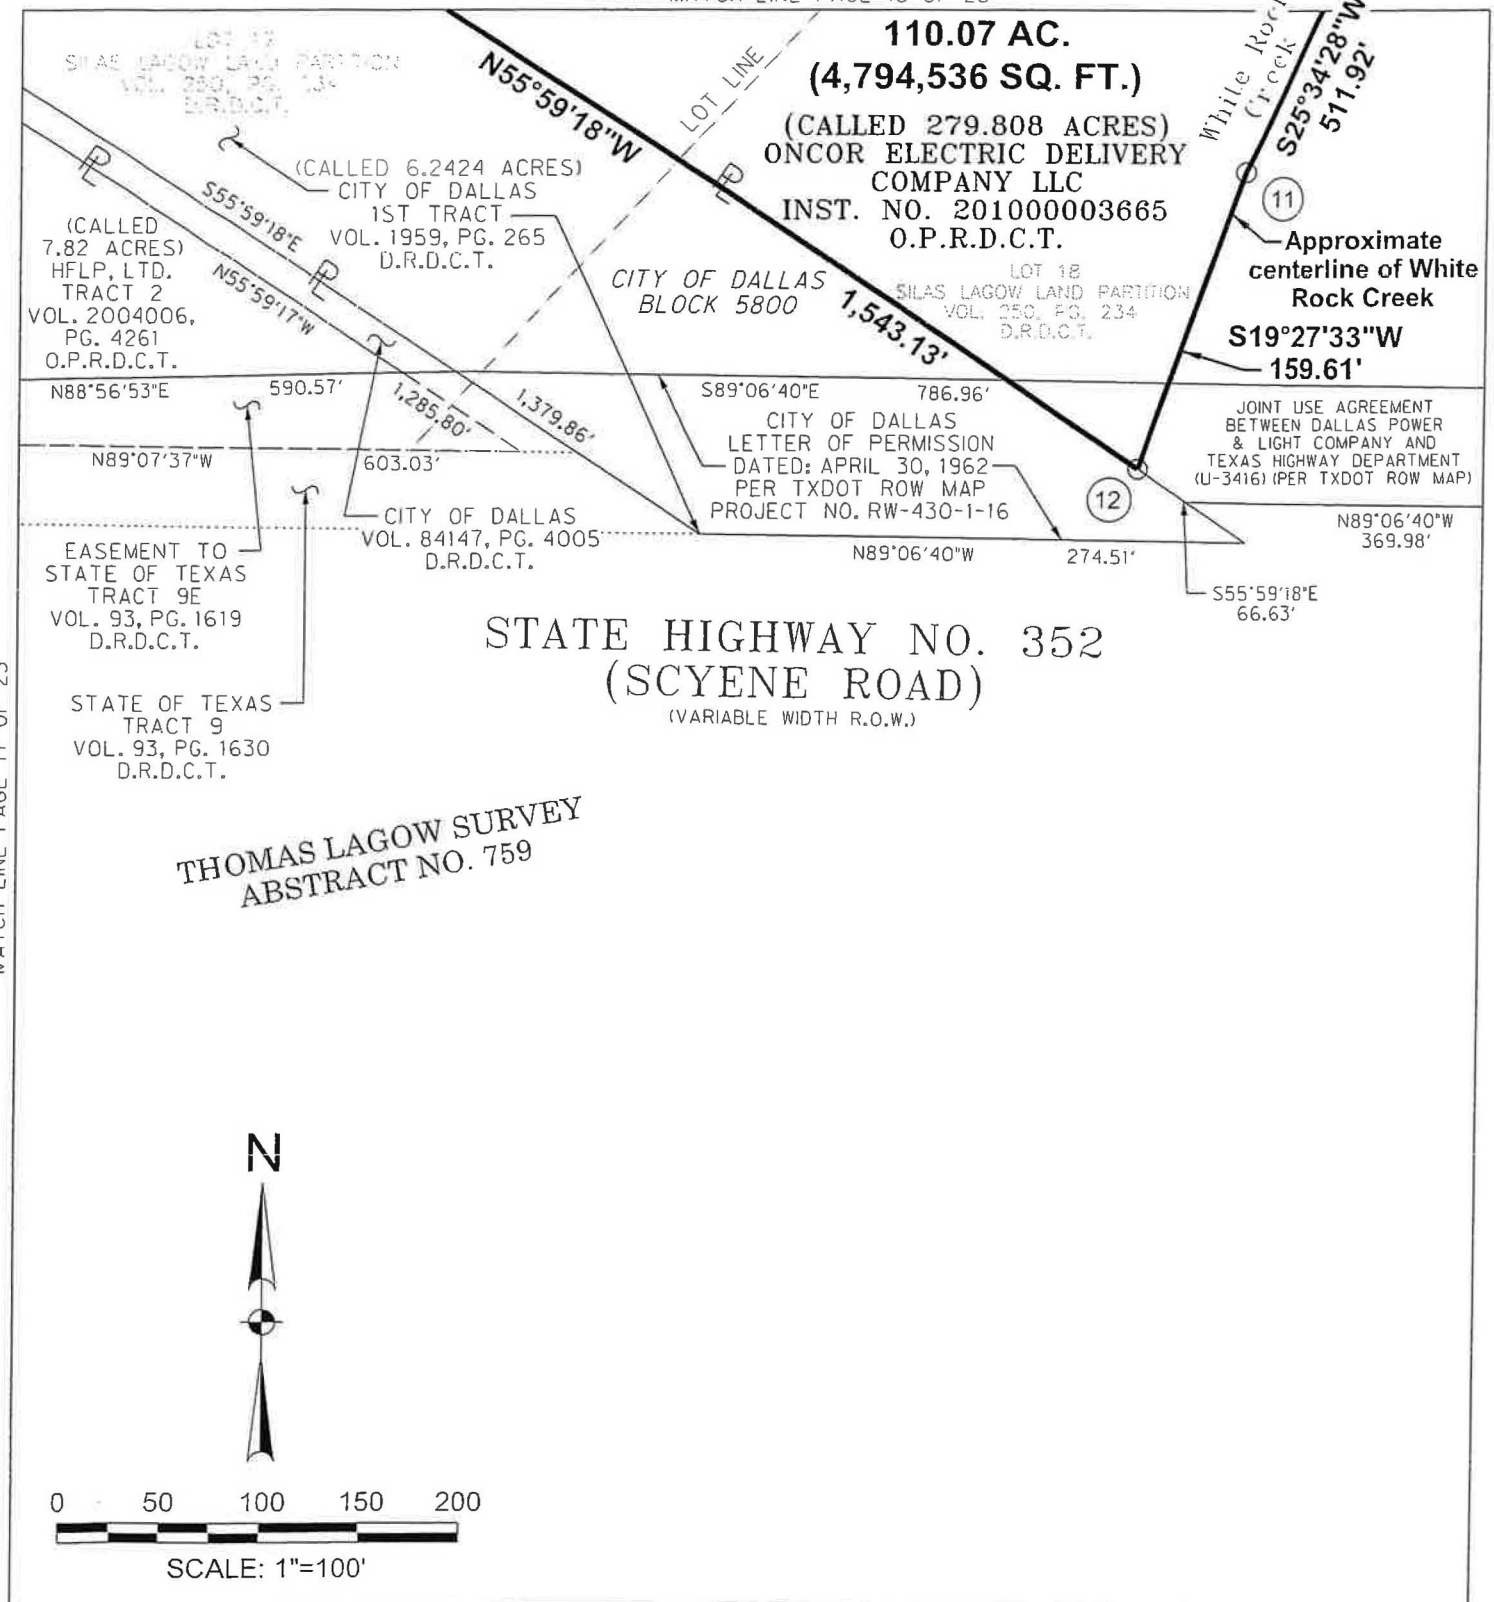 110.07 AC.
(4,794,536 SQ. FT.)
(CALLED 279.808 ACRES)
ONCOR ELECTRIC DELIVERY
COMPANY LLC
INST. NO. 201000003665
O.P.R.D.C.T.
White Rock
Creek
S25°34'28"W
511.92'
11
Approximate
centerline of White
Rock Creek
S19°27'33"W
159.61'
LOT 18
SILAS LAGOW LAND PARTITION
VOL. 250, PG. 234
D.R.D.C.T.
N55°59'18"W
1,543.13'
LOT LINE
SILAS LAGOW LAND PARTITION
VOL. 250, PG. 234
D.R.D.C.T.
(CALLED 6.2424 ACRES)
CITY OF DALLAS
1ST TRACT
VOL. 1959, PG. 265
D.R.D.C.T.
CITY OF DALLAS
BLOCK 5800
S55°59'18"E
N55°59'17"W
(CALLED
7.82 ACRES)
HFLP, LTD.
TRACT 2
VOL. 2004006,
PG. 4261
O.P.R.D.C.T.
N88°56'53"E 590.57'
1,285.80'
1,379.86'
S89°06'40"E 786.96'
N89°07'37"W 603.03'
CITY OF DALLAS
LETTER OF PERMISSION
DATED: APRIL 30, 1962
PER TXDOT ROW MAP
PROJECT NO. RW-430-1-16
JOINT USE AGREEMENT
BETWEEN DALLAS POWER
& LIGHT COMPANY AND
TEXAS HIGHWAY DEPARTMENT
(U-3416) (PER TXDOT ROW MAP)
12
N89°06'40"W
369.98'
N89°06'40"W 274.51'
S55°59'18"E
66.63'
CITY OF DALLAS
VOL. 84147, PG. 4005
D.R.D.C.T.
EASEMENT TO
STATE OF TEXAS
TRACT 9E
VOL. 93, PG. 1619
D.R.D.C.T.
STATE OF TEXAS
TRACT 9
VOL. 93, PG. 1630
D.R.D.C.T.
STATE HIGHWAY NO. 352
(SCYENE ROAD)
(VARIABLE WIDTH R.O.W.)
THOMAS LAGOW SURVEY
ABSTRACT NO. 759
N
0 50 100 150 200
SCALE: 1"=100'